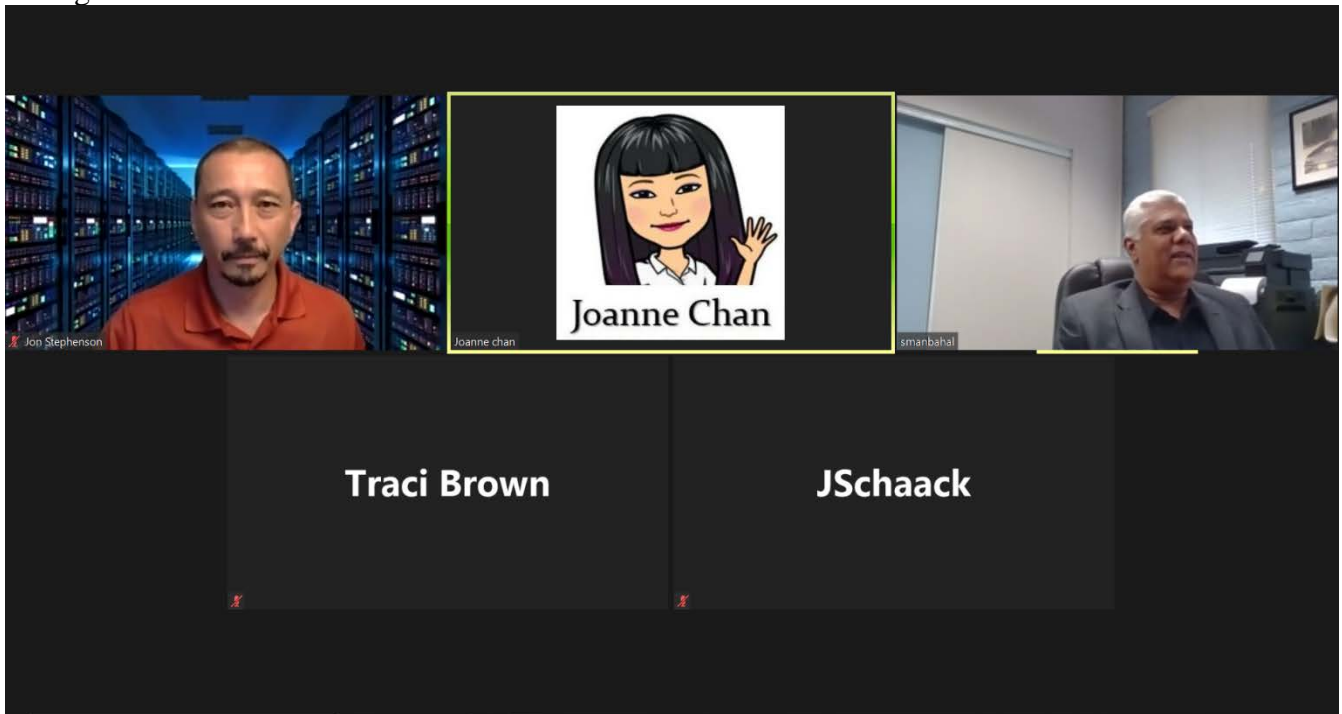 Joanne Chan
Jon Stephenson
Joanne chan
smanbahal
Traci Brown
JSchaack